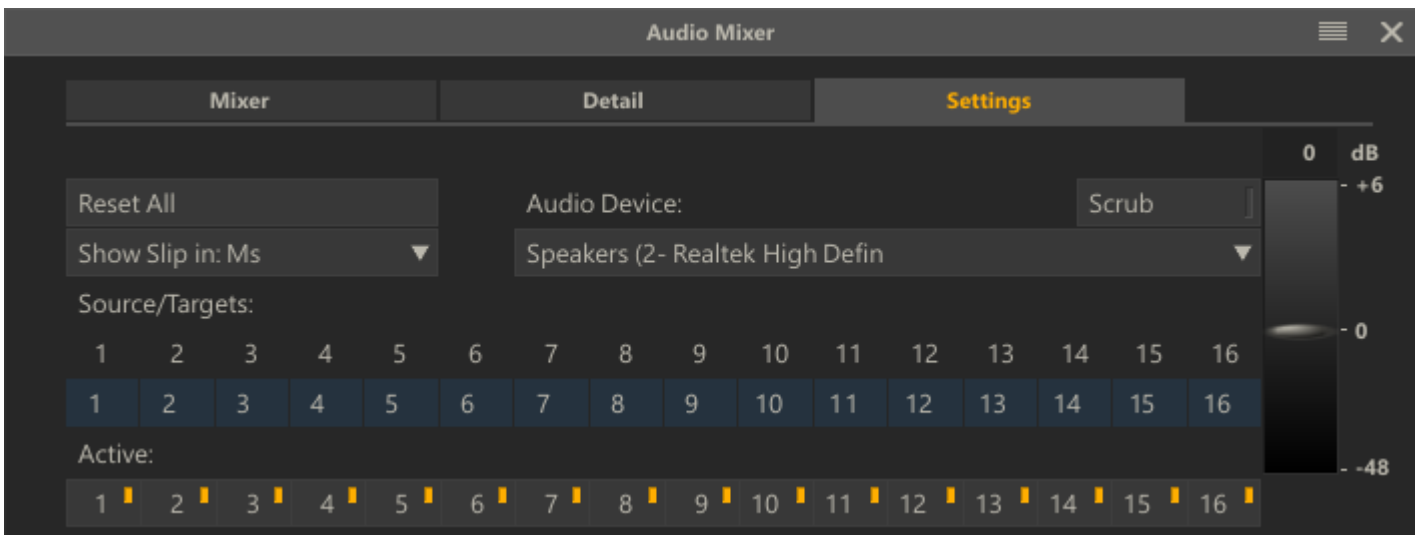 Audio Mixer
Mixer Detail Settings
0 dB
+6
Reset All Audio Device: Scrub
Show Slip in: Ms Speakers (2- Realtek High Defin
Source/Targets:
0
1 2 3 4 5 6 7 8 9 10 11 12 13 14 15 16
1 2 3 4 5 6 7 8 9 10 11 12 13 14 15 16
Active:
-48
1 2 3 4 5 6 7 8 9 10 11 12 13 14 15 16